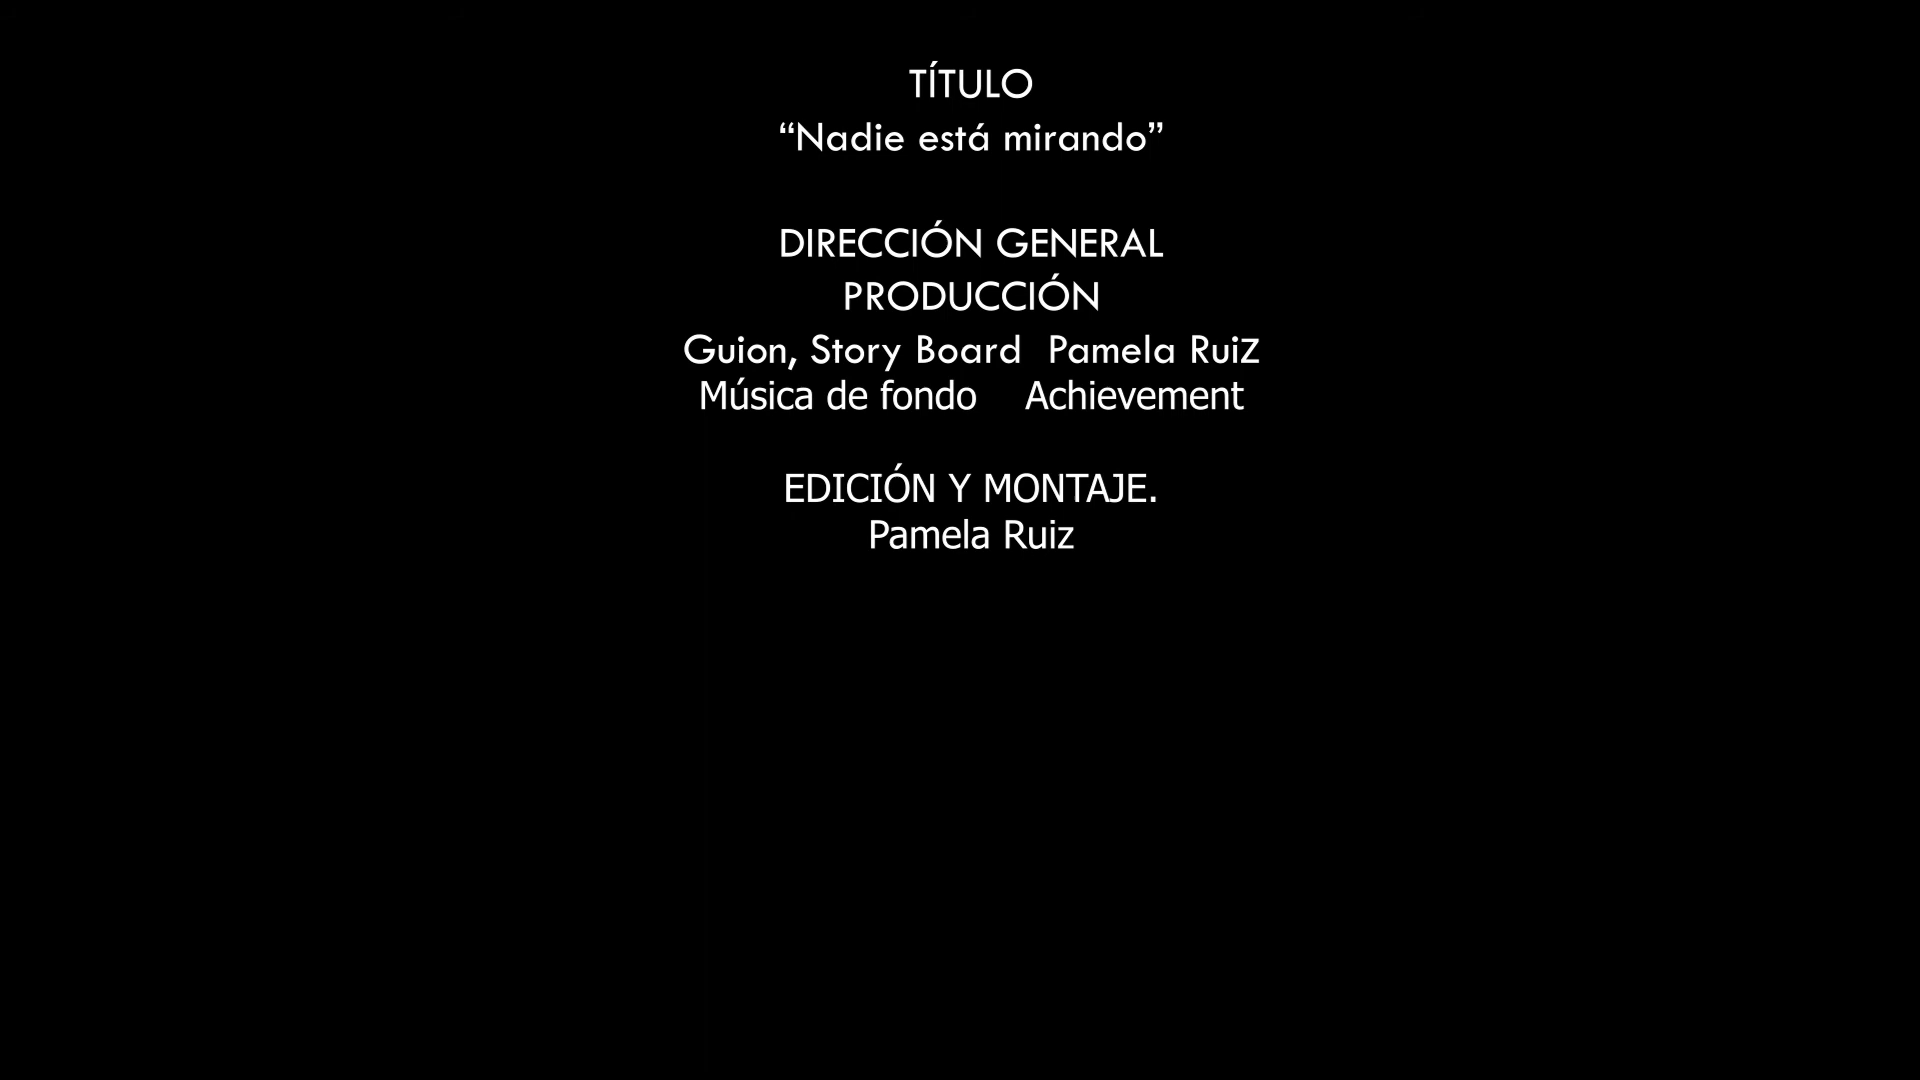 TÍTULO
“Nadie está mirando”
DIRECCIÓN GENERAL
PRODUCCIÓN
Guion, Story Board  Pamela Ruiz
Música de fondo    Achievement
EDICIÓN Y MONTAJE.
Pamela Ruiz